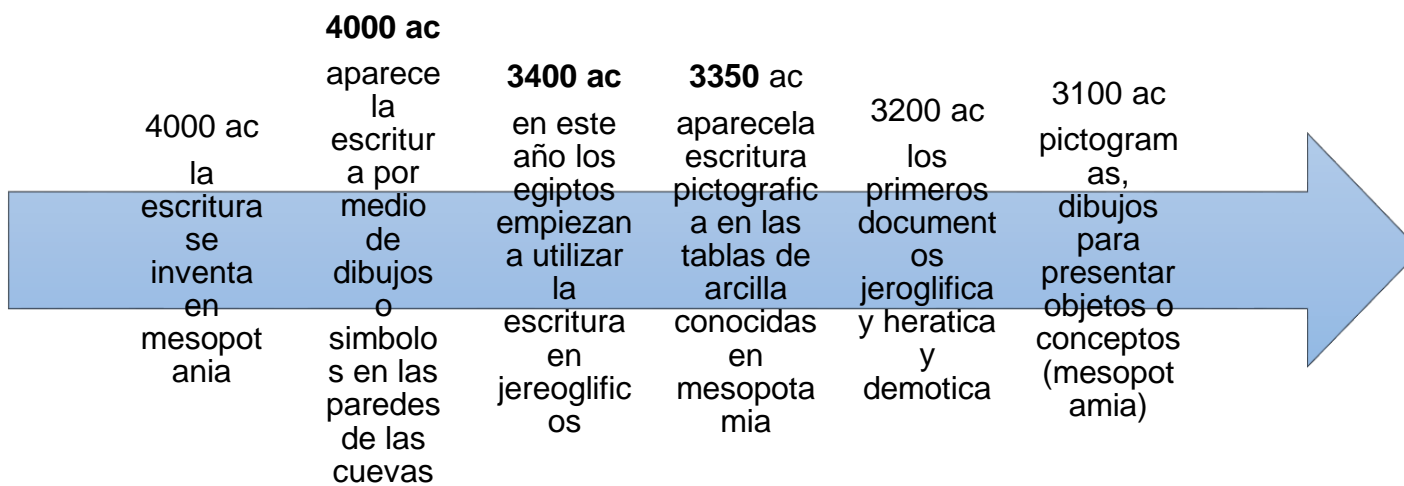 4000 ac
la
escritura
se
inventa
en
mesopot
ania
4000 ac
aparece
la
escritur
a por
medio
de
dibujos
o
simbolo
s en las
paredes
de las
cuevas
3400 ac
en este
año los
egiptos
empiezan
a utilizar
la
escritura
en
jereoglific
os
3350 ac
aparecela
escritura
pictografic
a en las
tablas de
arcilla
conocidas
en
mesopota
mia
3200 ac
los
primeros
document
os
jeroglifica
y heratica
y
demotica
3100 ac
pictogram
as,
dibujos
para
presentar
objetos o
conceptos
(mesopot
amia)